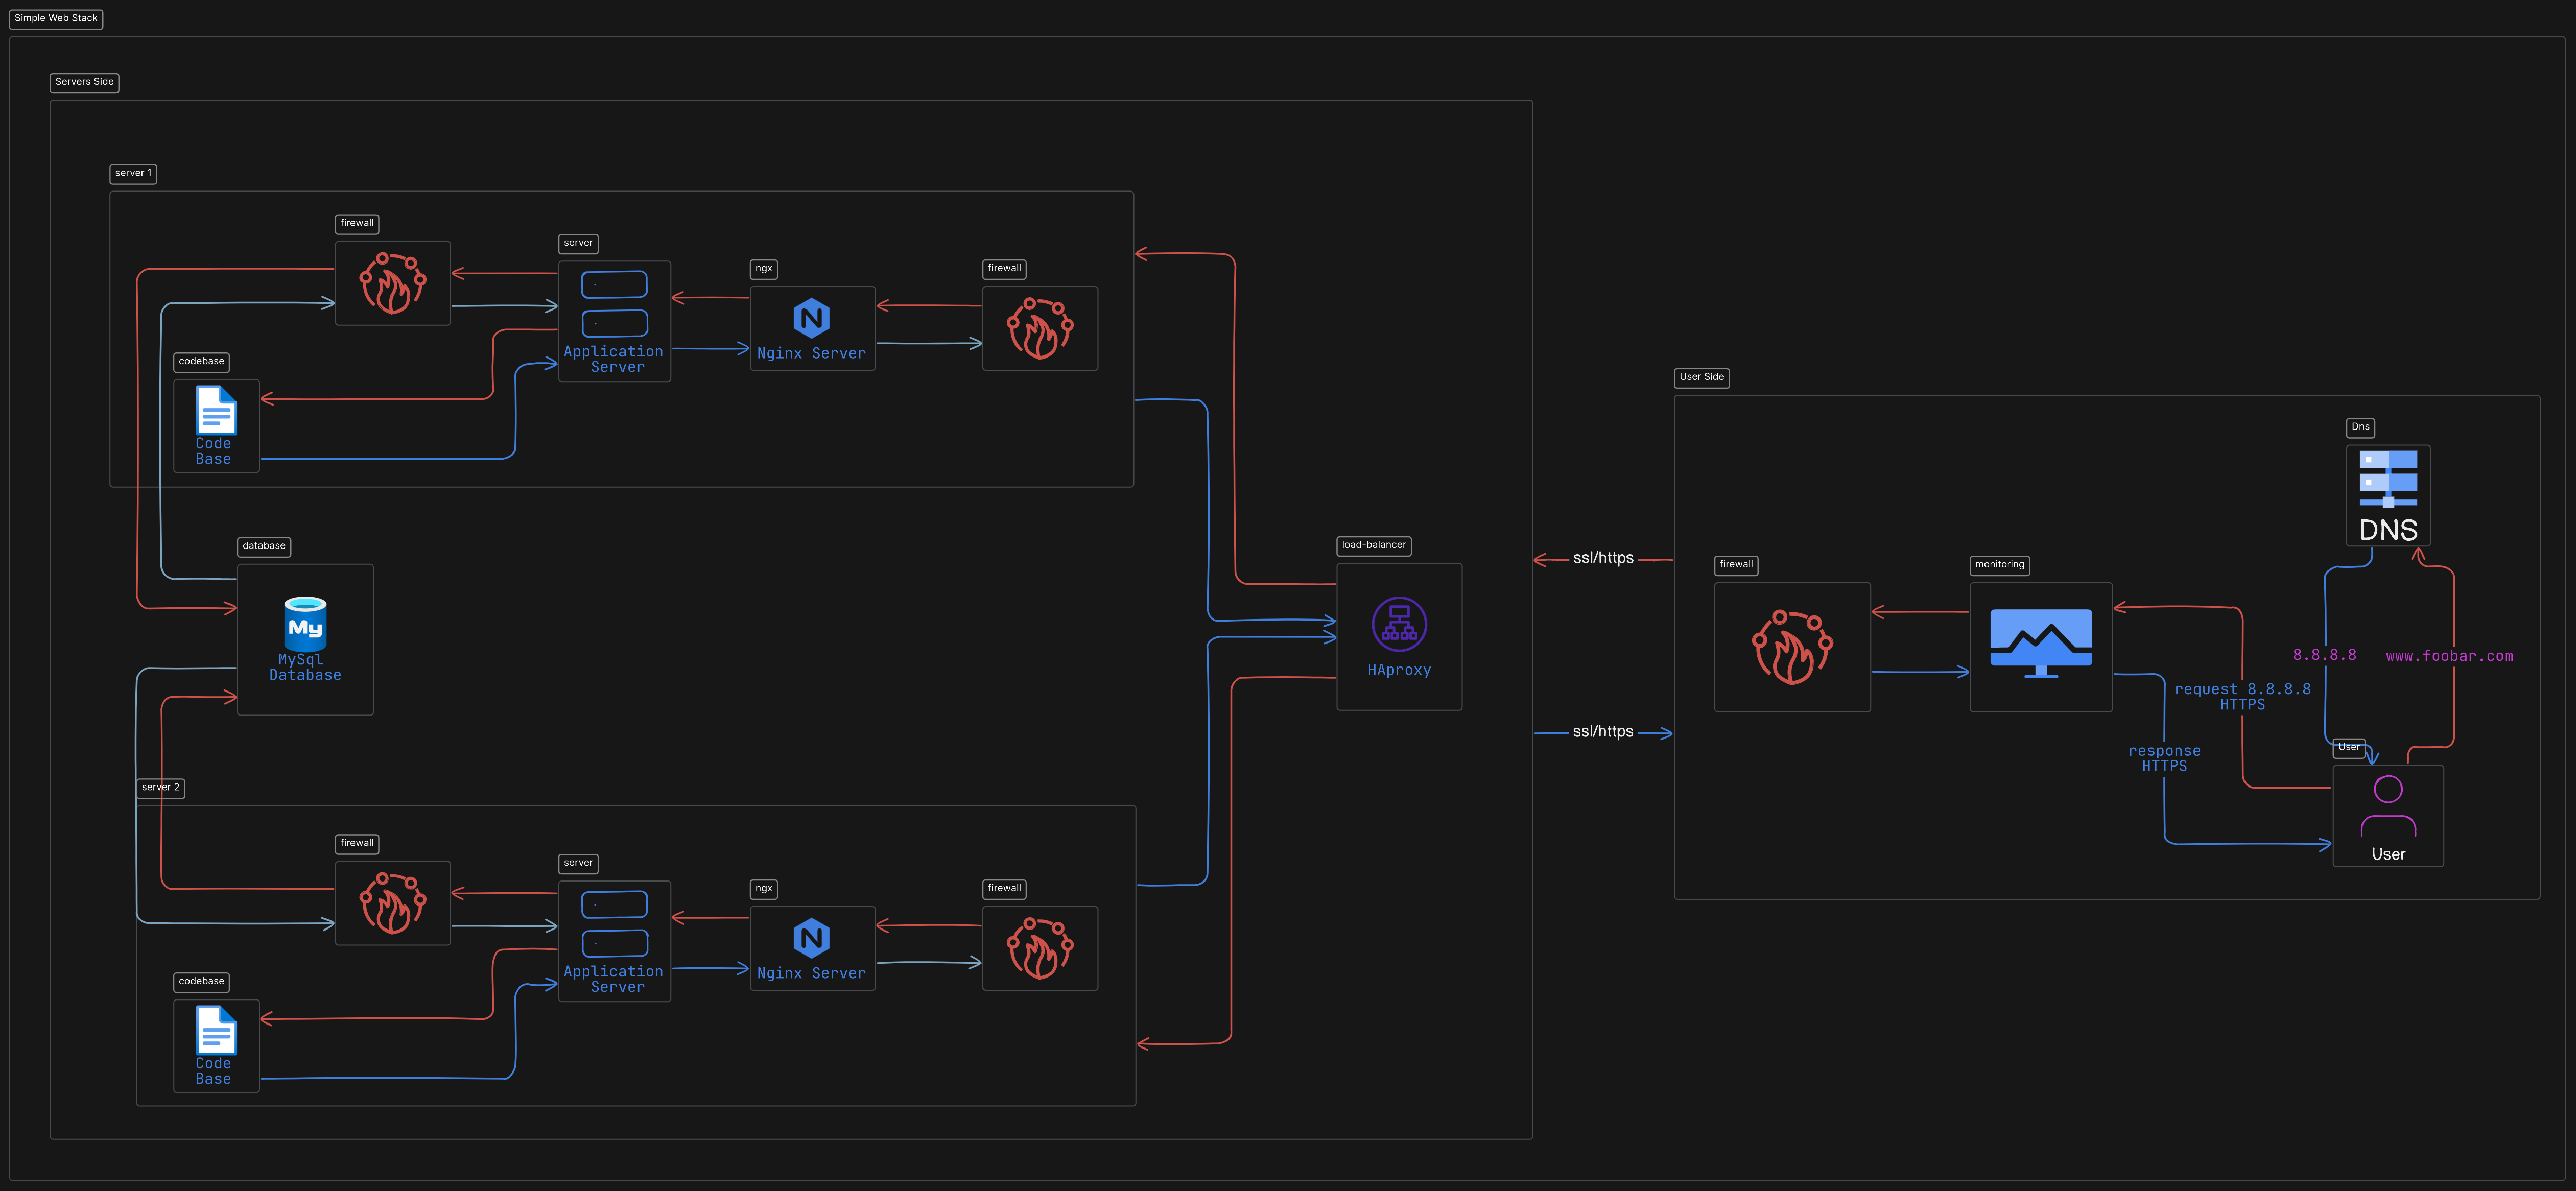 Simple Web Stack
Servers Side
server 1
firewall
server
Application
Server
ngx
Nginx Server
firewall
codebase
Code
Base
database
My
MySql
Database
load-balancer
HAproxy
server 2
firewall
server
Application
Server
ngx
Nginx Server
firewall
codebase
Code
Base
ssl/https
ssl/https
User Side
Dns
DNS
firewall
monitoring
8.8.8.8
www.foobar.com
request 8.8.8.8
HTTPS
response
HTTPS
User
User